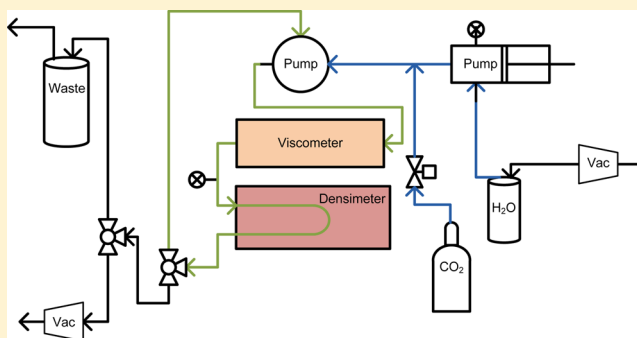 Waste
Pump
Pump
Viscometer
Densimeter
Vac
H₂O
CO₂
Vac